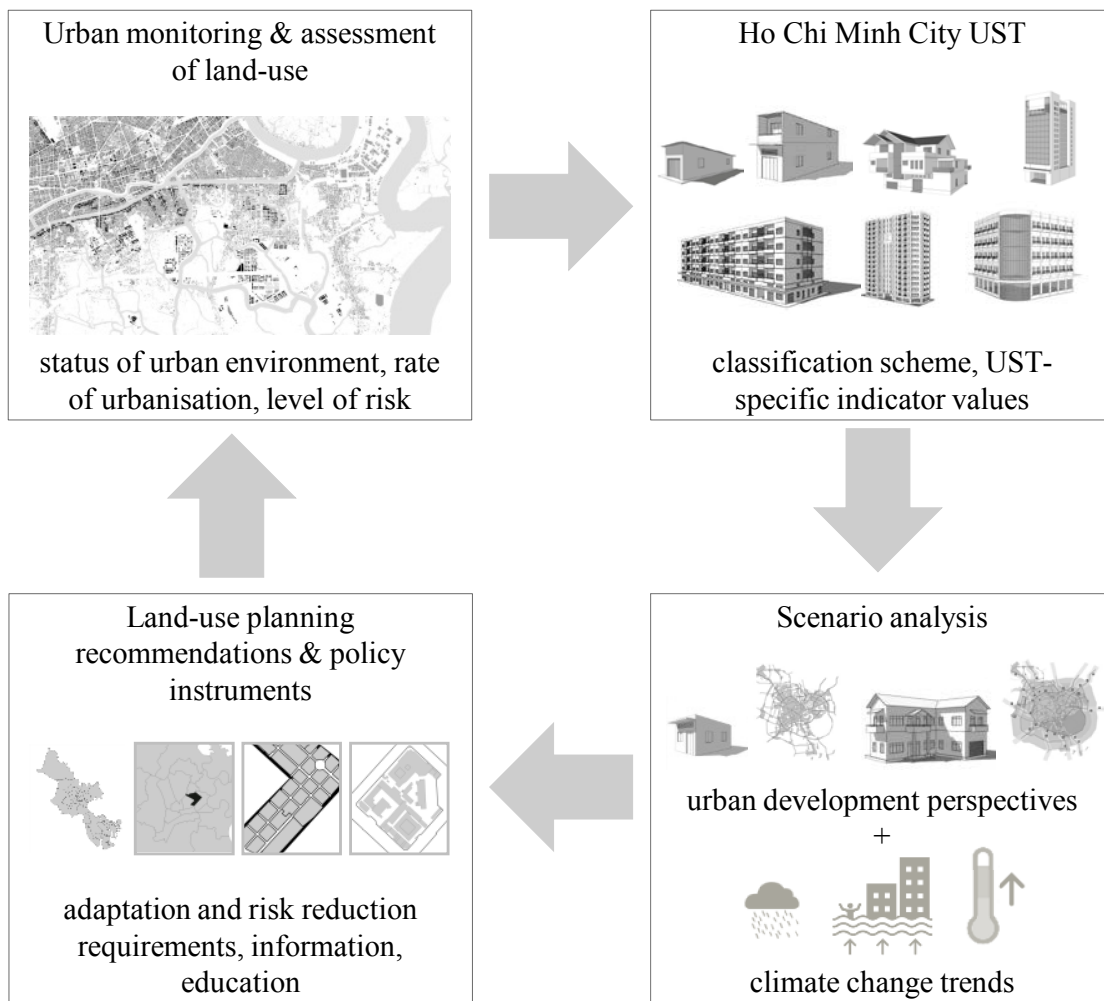 Urban monitoring & assessment
of land-use
status of urban environment, rate
of urbanisation, level of risk
Ho Chi Minh City UST
classification scheme, UST-
specific indicator values
Land-use planning
recommendations & policy
instruments
adaptation and risk reduction
requirements, information,
education
Scenario analysis
urban development perspectives
+
climate change trends